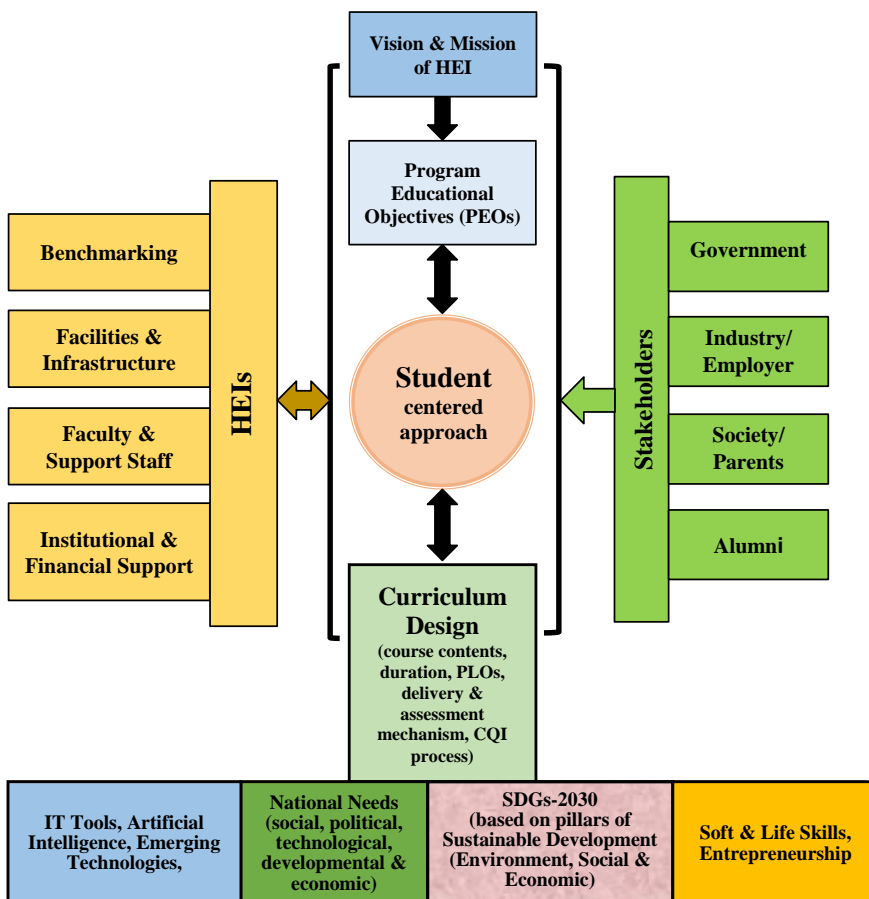 Vision & Mission
of HEI
Program
Educational
Objectives (PEOs)
Benchmarking
Facilities &
Infrastructure
Faculty &
Support Staff
Institutional &
Financial Support
HEIs
Student
centered
approach
Stakeholders
Government
Industry/
Employer
Society/
Parents
Alumni
Curriculum
Design
(course contents,
duration, PLOs,
delivery &
assessment
mechanism, CQI
process)
IT Tools, Artificial
Intelligence, Emerging
Technologies,
National Needs
(social, political,
technological,
developmental &
economic)
SDGs-2030
(based on pillars of
Sustainable Development
(Environment, Social &
Economic)
Soft & Life Skills,
Entrepreneurship